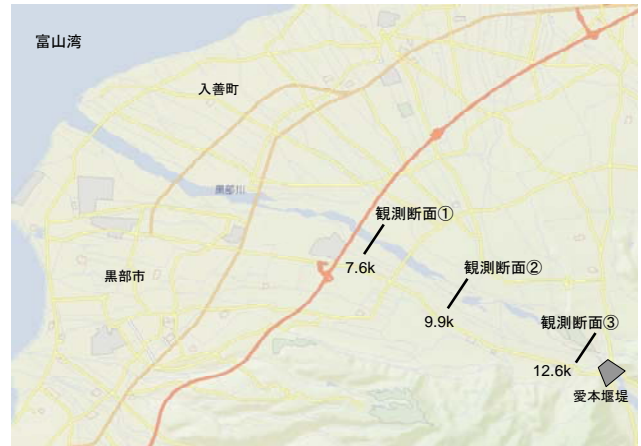 富山湾
入善町
黒部川
観測断面①
7.6k
観測断面②
黒部市
9.9k
観測断面③
12.6k
愛本堰堤